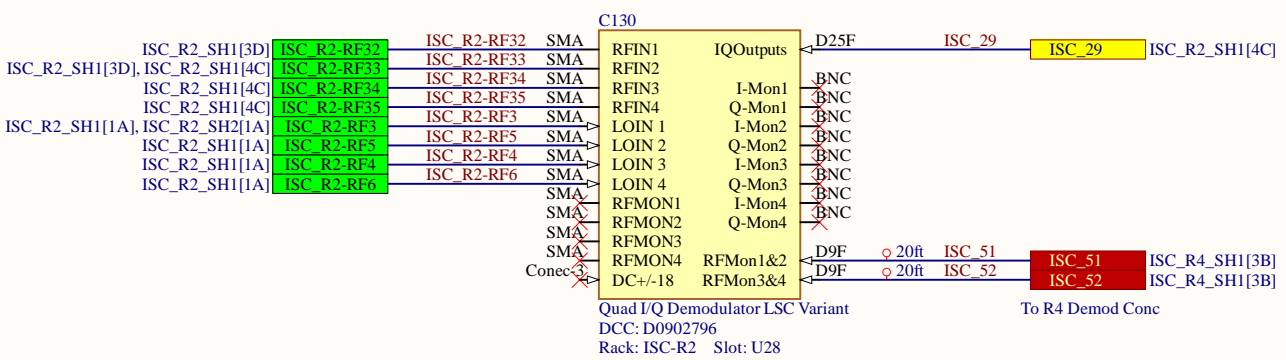 C130
ISC_R2_SH1[3D] ISC_R2-RF32 ISC_R2-RF32 SMA RFIN1 IQOutputs D25F ISC_29 ISC_29 ISC_R2_SH1[4C]
ISC_R2_SH1[3D], ISC_R2_SH1[4C] ISC_R2-RF33 ISC_R2-RF33 SMA RFIN2
ISC_R2_SH1[4C] ISC_R2-RF34 ISC_R2-RF34 SMA RFIN3 I-Mon1 BNC
ISC_R2_SH1[4C] ISC_R2-RF35 ISC_R2-RF35 SMA RFIN4 Q-Mon1 BNC
ISC_R2_SH1[1A], ISC_R2_SH2[1A] ISC_R2-RF3 ISC_R2-RF3 SMA LOIN 1 I-Mon2 BNC
ISC_R2_SH1[1A] ISC_R2-RF5 ISC_R2-RF5 SMA LOIN 2 Q-Mon2 BNC
ISC_R2_SH1[1A] ISC_R2-RF4 ISC_R2-RF4 SMA LOIN 3 I-Mon3 BNC
ISC_R2_SH1[1A] ISC_R2-RF6 ISC_R2-RF6 SMA LOIN 4 Q-Mon3 BNC
SMA RFMON1 I-Mon4 BNC
SMA RFMON2 Q-Mon4 BNC
SMA RFMON3
SMA RFMON4 RFMon1&2 D9F 20ft ISC_51 ISC_51 ISC_R4_SH1[3B]
Conec-3 DC+/-18 RFMon3&4 D9F 20ft ISC_52 ISC_52 ISC_R4_SH1[3B]
Quad I/Q Demodulator LSC Variant To R4 Demod Conc
DCC: D0902796
Rack: ISC-R2 Slot: U28